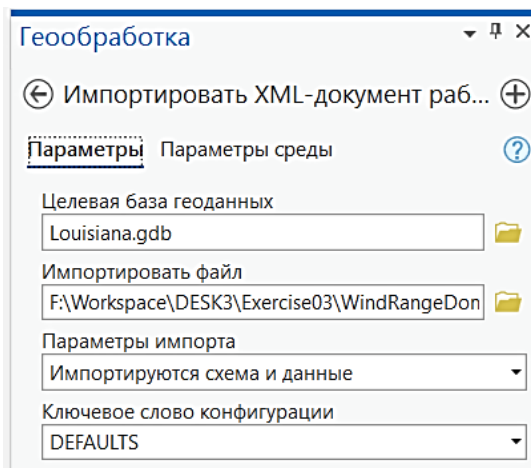 Геообработка
Импортировать XML-документ раб...
Параметры Параметры среды
Целевая база геоданных
Louisiana.gdb
Импортировать файл
F:\Workspace\DESK3\Exercise03\WindRangeDon
Параметры импорта
Импортируются схема и данные
Ключевое слово конфигурации
DEFAULTS